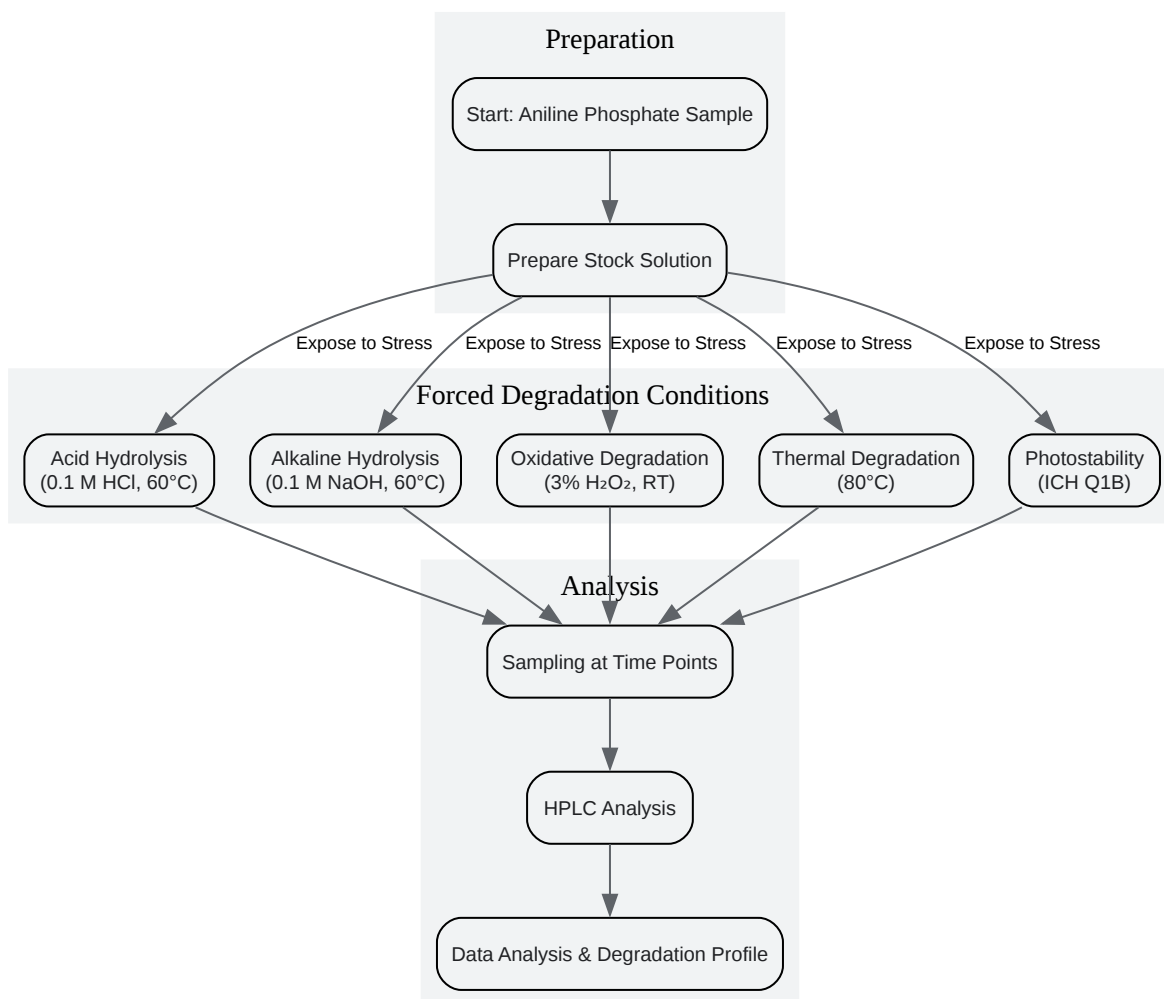 Preparation
Start: Aniline Phosphate Sample
Prepare Stock Solution
Expose to Stress
Expose to Stress
Expose to Stress
Expose to Stress
Expose to Stress
Forced Degradation Conditions
Acid Hydrolysis
(0.1 M HCl, 60°C)
Alkaline Hydrolysis
(0.1 M NaOH, 60°C)
Oxidative Degradation
(3% H₂O₂, RT)
Thermal Degradation
(80°C)
Photostability
(ICH Q1B)
Analysis
Sampling at Time Points
HPLC Analysis
Data Analysis & Degradation Profile